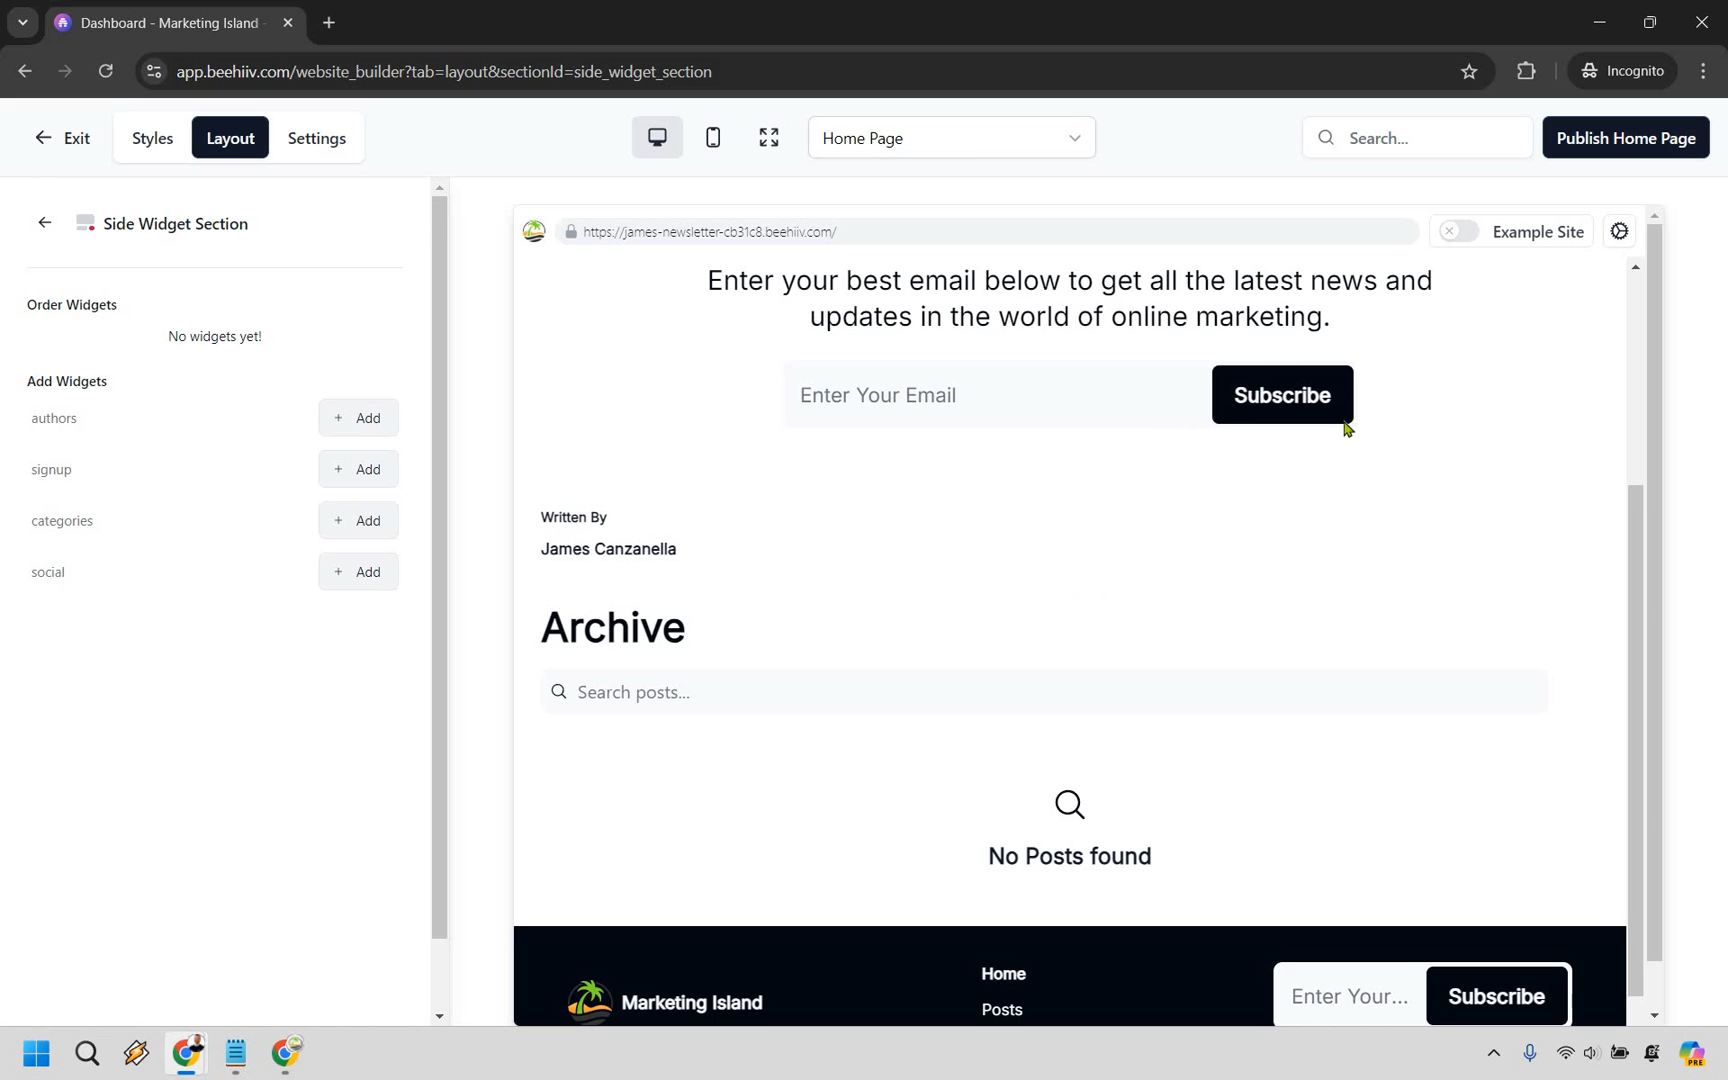 Dashboard - Marketing Island
app.beehiiv.com/website_builder?tab=layout&sectionId=side_widget_section
Incognito
Exit
Styles
Layout
Settings
Home Page
Search...
Publish Home Page
Side Widget Section
https://james-newsletter-cb31c8.beehiiv.com/
Example Site
Order Widgets
No widgets yet!
Add Widgets
authors
+ Add
signup
+ Add
categories
+ Add
social
+ Add
Enter your best email below to get all the latest news and
updates in the world of online marketing.
Enter Your Email
Subscribe
Written By
James Canzanella
Archive
Search posts...
No Posts found
Marketing Island
Home
Posts
Enter Your...
Subscribe
PRE